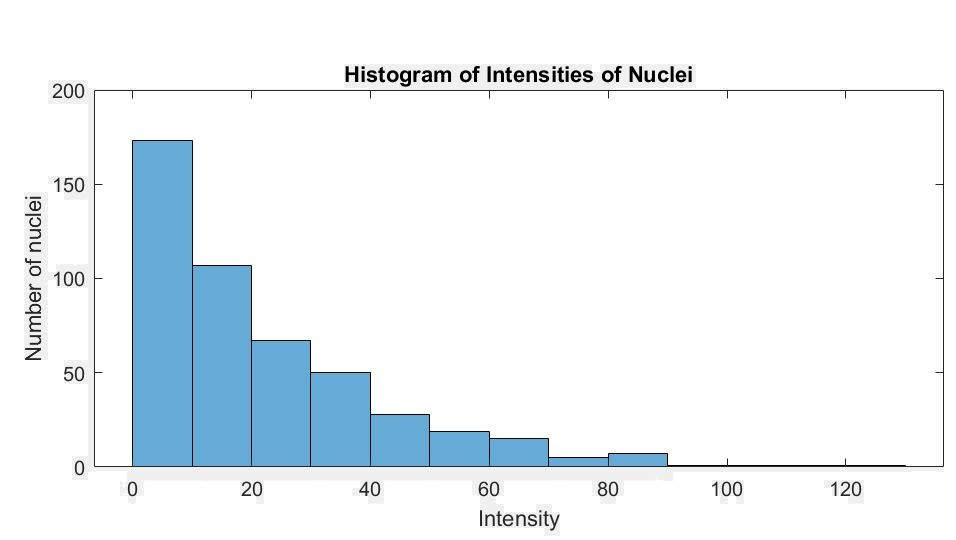 Histogram of Intensities of Nuclei
200
150
100
50
0
Number of nuclei
0 20 40 60 80 100 120
Intensity